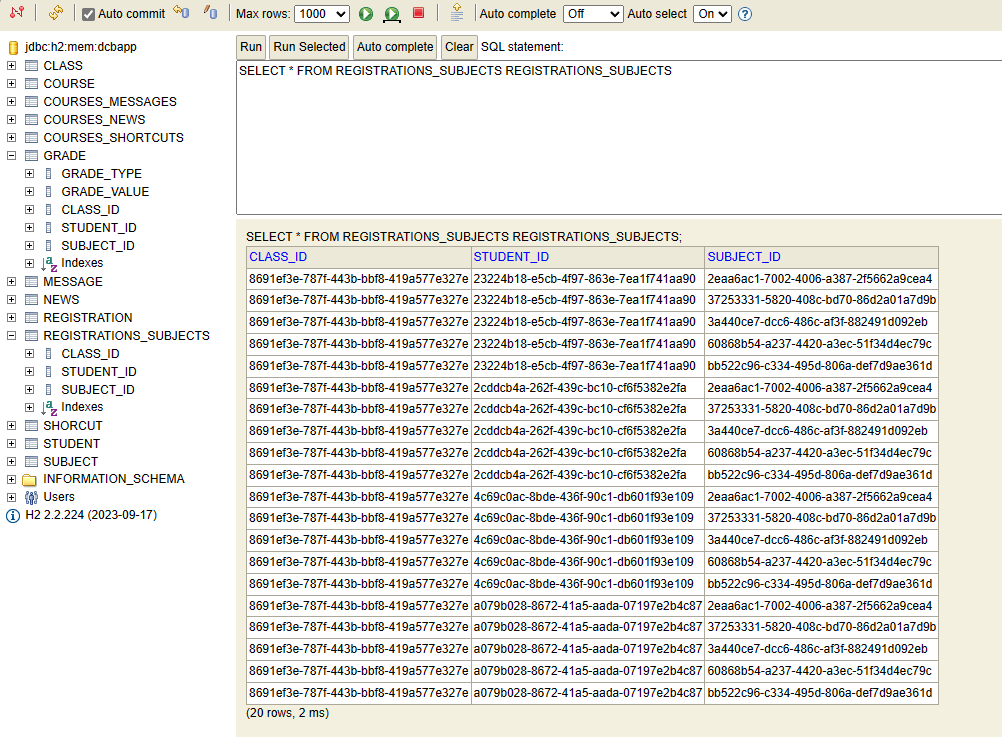 Auto commit Max rows: 1000 Auto complete Off Auto select On
jdbc:h2:mem:dcbapp
CLASS
COURSE
COURSES_MESSAGES
COURSES_NEWS
COURSES_SHORTCUTS
GRADE
GRADE_TYPE
GRADE_VALUE
CLASS_ID
STUDENT_ID
SUBJECT_ID
Indexes
MESSAGE
NEWS
REGISTRATION
REGISTRATIONS_SUBJECTS
CLASS_ID
STUDENT_ID
SUBJECT_ID
Indexes
SHORCUT
STUDENT
SUBJECT
INFORMATION_SCHEMA
Users
H2 2.2.224 (2023-09-17)
Run Run Selected Auto complete Clear SQL statement:
SELECT * FROM REGISTRATIONS_SUBJECTS REGISTRATIONS_SUBJECTS
SELECT * FROM REGISTRATIONS_SUBJECTS REGISTRATIONS_SUBJECTS;
CLASS_ID STUDENT_ID SUBJECT_ID
8691ef3e-787f-443b-bbf8-419a577e327e 23224b18-e5cb-4f97-863e-7ea1f741aa90 2eaa6ac1-7002-4006-a387-2f5662a9cea4
8691ef3e-787f-443b-bbf8-419a577e327e 23224b18-e5cb-4f97-863e-7ea1f741aa90 37253331-5820-408c-bd70-86d2a01a7d9b
8691ef3e-787f-443b-bbf8-419a577e327e 23224b18-e5cb-4f97-863e-7ea1f741aa90 3a440ce7-dcc6-486c-af3f-882491d092eb
8691ef3e-787f-443b-bbf8-419a577e327e 23224b18-e5cb-4f97-863e-7ea1f741aa90 60868b54-a237-4420-a3ec-51f34d4ec79c
8691ef3e-787f-443b-bbf8-419a577e327e 23224b18-e5cb-4f97-863e-7ea1f741aa90 bb522c96-c334-495d-806a-def7d9ae361d
8691ef3e-787f-443b-bbf8-419a577e327e 2cddcb4a-262f-439c-bc10-cf6f5382e2fa 2eaa6ac1-7002-4006-a387-2f5662a9cea4
8691ef3e-787f-443b-bbf8-419a577e327e 2cddcb4a-262f-439c-bc10-cf6f5382e2fa 37253331-5820-408c-bd70-86d2a01a7d9b
8691ef3e-787f-443b-bbf8-419a577e327e 2cddcb4a-262f-439c-bc10-cf6f5382e2fa 3a440ce7-dcc6-486c-af3f-882491d092eb
8691ef3e-787f-443b-bbf8-419a577e327e 2cddcb4a-262f-439c-bc10-cf6f5382e2fa 60868b54-a237-4420-a3ec-51f34d4ec79c
8691ef3e-787f-443b-bbf8-419a577e327e 2cddcb4a-262f-439c-bc10-cf6f5382e2fa bb522c96-c334-495d-806a-def7d9ae361d
8691ef3e-787f-443b-bbf8-419a577e327e 4c69c0ac-8bde-436f-90c1-db601f93e109 2eaa6ac1-7002-4006-a387-2f5662a9cea4
8691ef3e-787f-443b-bbf8-419a577e327e 4c69c0ac-8bde-436f-90c1-db601f93e109 37253331-5820-408c-bd70-86d2a01a7d9b
8691ef3e-787f-443b-bbf8-419a577e327e 4c69c0ac-8bde-436f-90c1-db601f93e109 3a440ce7-dcc6-486c-af3f-882491d092eb
8691ef3e-787f-443b-bbf8-419a577e327e 4c69c0ac-8bde-436f-90c1-db601f93e109 60868b54-a237-4420-a3ec-51f34d4ec79c
8691ef3e-787f-443b-bbf8-419a577e327e 4c69c0ac-8bde-436f-90c1-db601f93e109 bb522c96-c334-495d-806a-def7d9ae361d
8691ef3e-787f-443b-bbf8-419a577e327e a079b028-8672-41a5-aada-07197e2b4c87 2eaa6ac1-7002-4006-a387-2f5662a9cea4
8691ef3e-787f-443b-bbf8-419a577e327e a079b028-8672-41a5-aada-07197e2b4c87 37253331-5820-408c-bd70-86d2a01a7d9b
8691ef3e-787f-443b-bbf8-419a577e327e a079b028-8672-41a5-aada-07197e2b4c87 3a440ce7-dcc6-486c-af3f-882491d092eb
8691ef3e-787f-443b-bbf8-419a577e327e a079b028-8672-41a5-aada-07197e2b4c87 60868b54-a237-4420-a3ec-51f34d4ec79c
8691ef3e-787f-443b-bbf8-419a577e327e a079b028-8672-41a5-aada-07197e2b4c87 bb522c96-c334-495d-806a-def7d9ae361d
(20 rows, 2 ms)